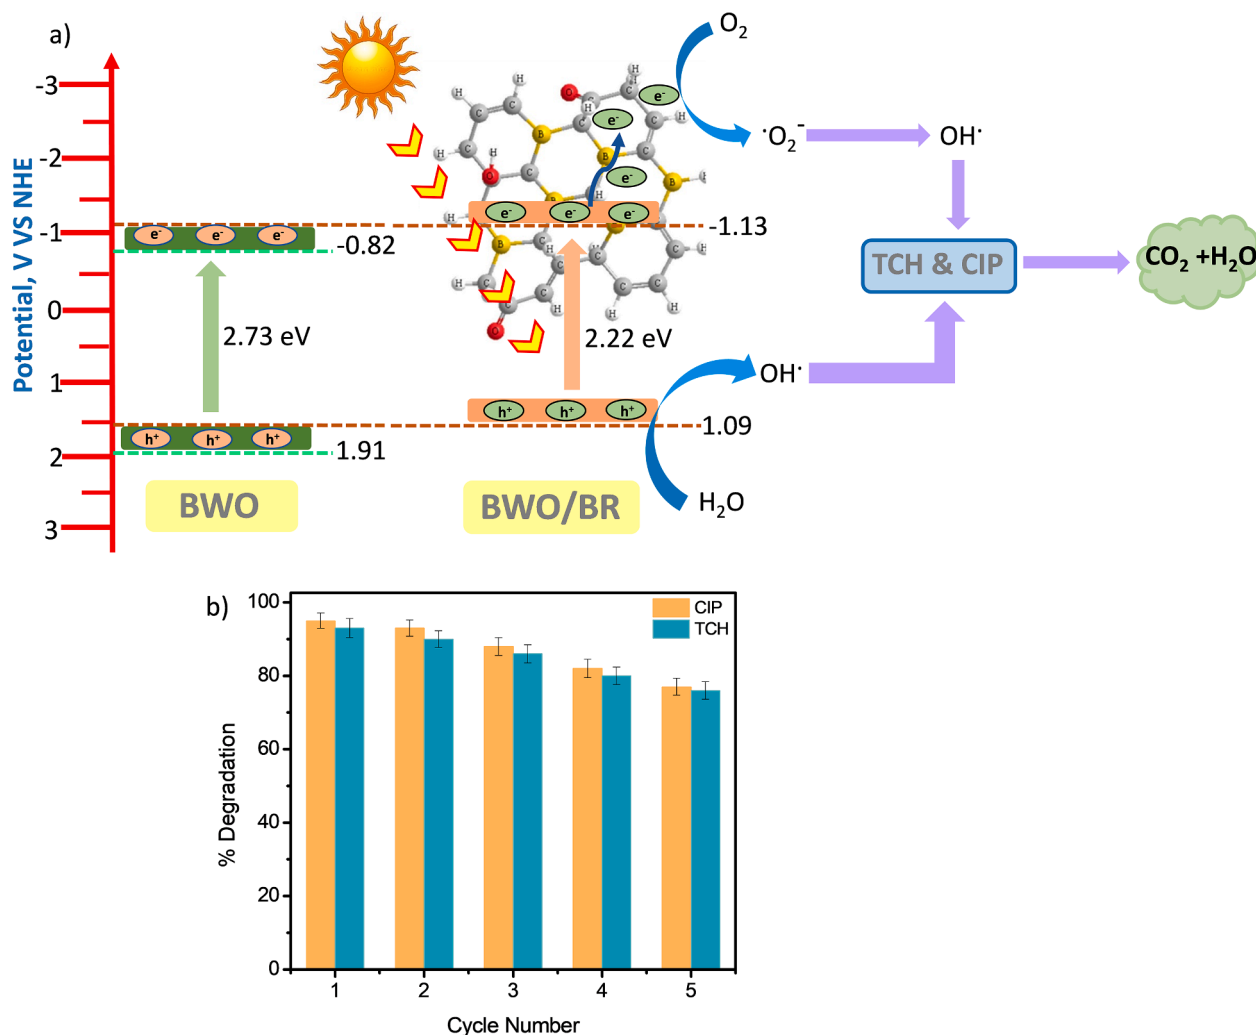 a)
Potential, V VS NHE
-3
-2
-1
0
1
2
3
O₂
·O₂⁻
OH·
e⁻ e⁻ e⁻
-0.82
e⁻
e⁻
e⁻
e⁻ e⁻ e⁻
-1.13
TCH & CIP
CO₂ +H₂O
2.73 eV
2.22 eV
OH·
h⁺ h⁺ h⁺
1.91
h⁺ h⁺ h⁺
1.09
BWO
BWO/BR
H₂O
b)
CIP
TCH
% Degradation
100
80
60
40
20
0
1 2 3 4 5
Cycle Number